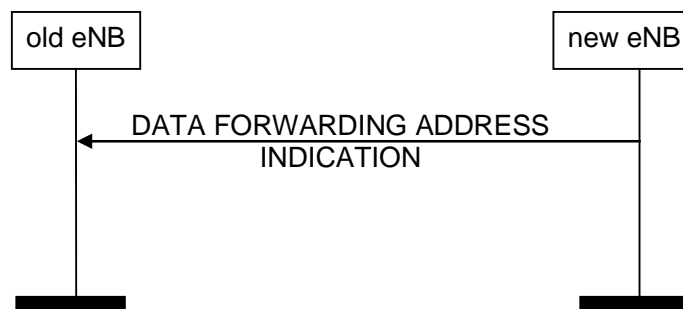 old eNB
new eNB
DATA FORWARDING ADDRESS
INDICATION